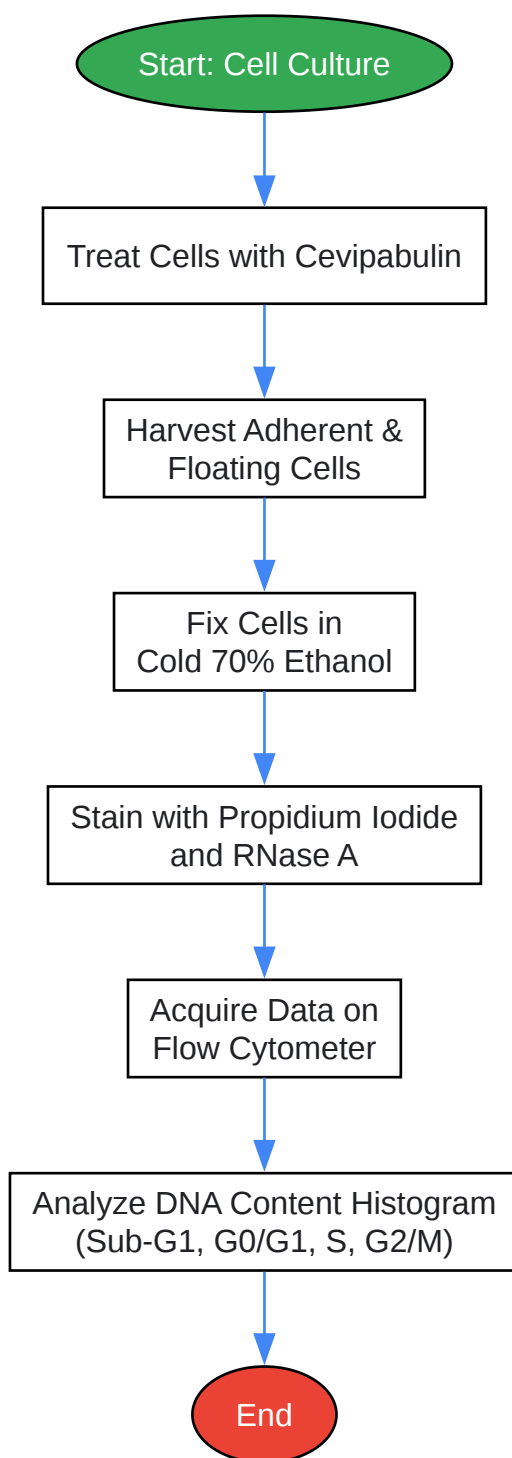 Start: Cell Culture
Treat Cells with Cevipabulin
Harvest Adherent &
Floating Cells
Fix Cells in
Cold 70% Ethanol
Stain with Propidium Iodide
and RNase A
Acquire Data on
Flow Cytometer
Analyze DNA Content Histogram
(Sub-G1, G0/G1, S, G2/M)
End